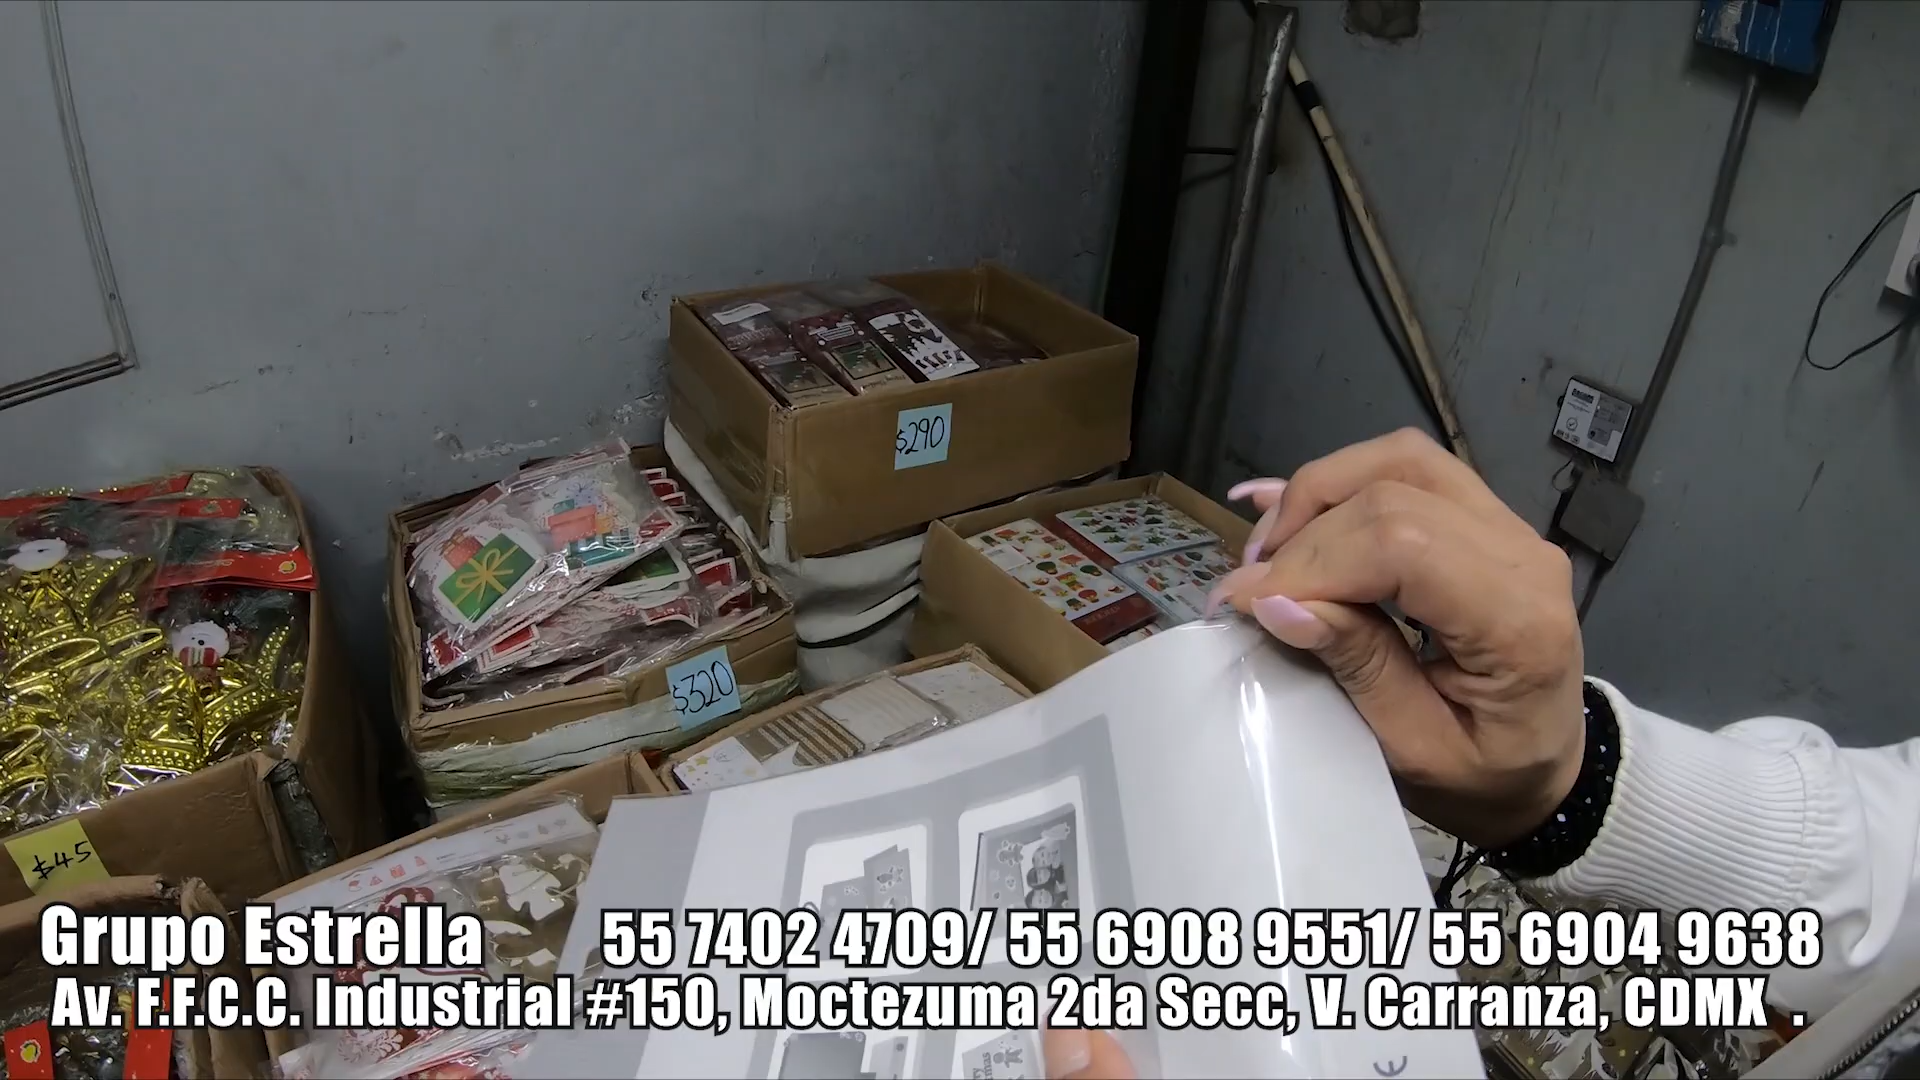 $290
$320
$45
Grupo Estrella 55 7402 4709/ 55 6908 9551/ 55 6904 9638
Av. F.F.C.C. Industrial #150, Moctezuma 2da Secc, V. Carranza, CDMX .